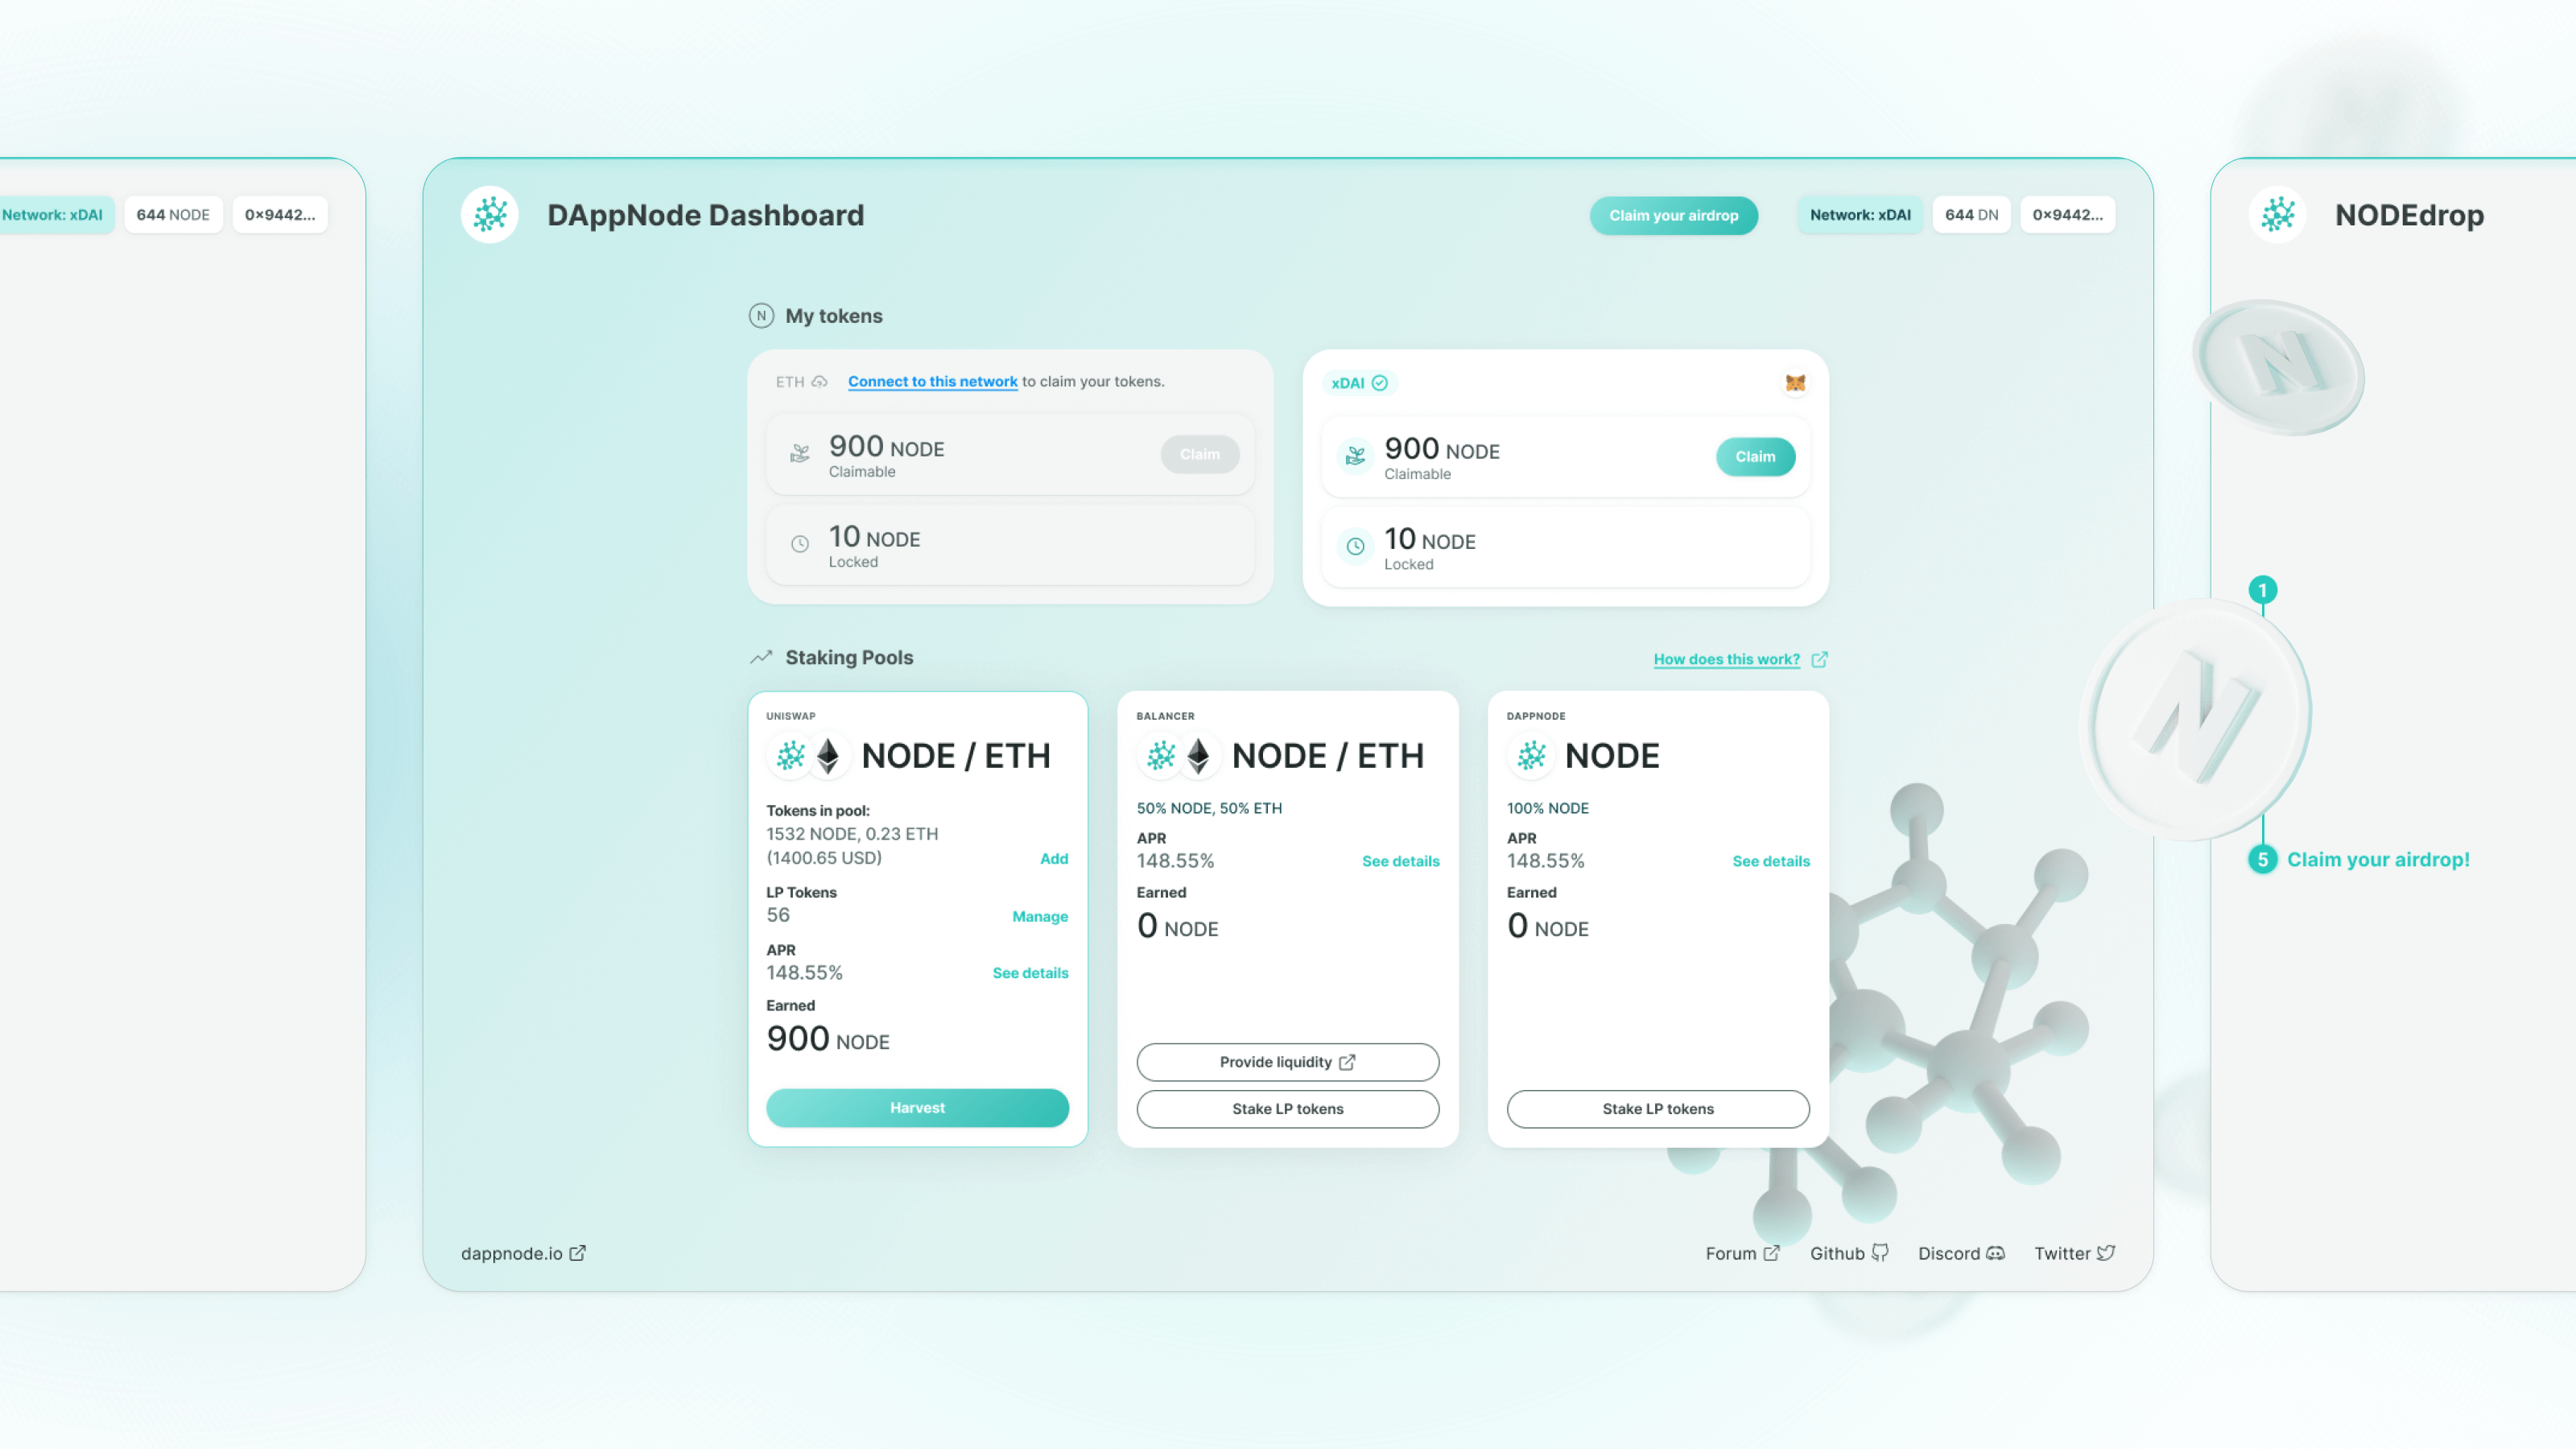 Network: xDAI
644 NODE
0×9442...
DAppNode Dashboard
Claim your airdrop
Network: xDAI
644 DN
0×9442...
NODEdrop
N My tokens
ETH
Connect to this network to claim your tokens.
900 NODE
Claimable
Claim
10 NODE
Locked
xDAI
900 NODE
Claimable
Claim
10 NODE
Locked
N
Staking Pools
How does this work?
UNISWAP
NODE / ETH
Tokens in pool:
1532 NODE, 0.23 ETH
(1400.65 USD)
Add
LP Tokens
56
Manage
APR
148.55%
See details
Earned
900 NODE
Harvest
BALANCER
NODE / ETH
50% NODE, 50% ETH
APR
148.55%
See details
Earned
0 NODE
Provide liquidity
Stake LP tokens
DAPPNODE
NODE
100% NODE
APR
148.55%
See details
Earned
0 NODE
Stake LP tokens
1
N
5 Claim your airdrop!
dappnode.io
Forum
Github
Discord
Twitter